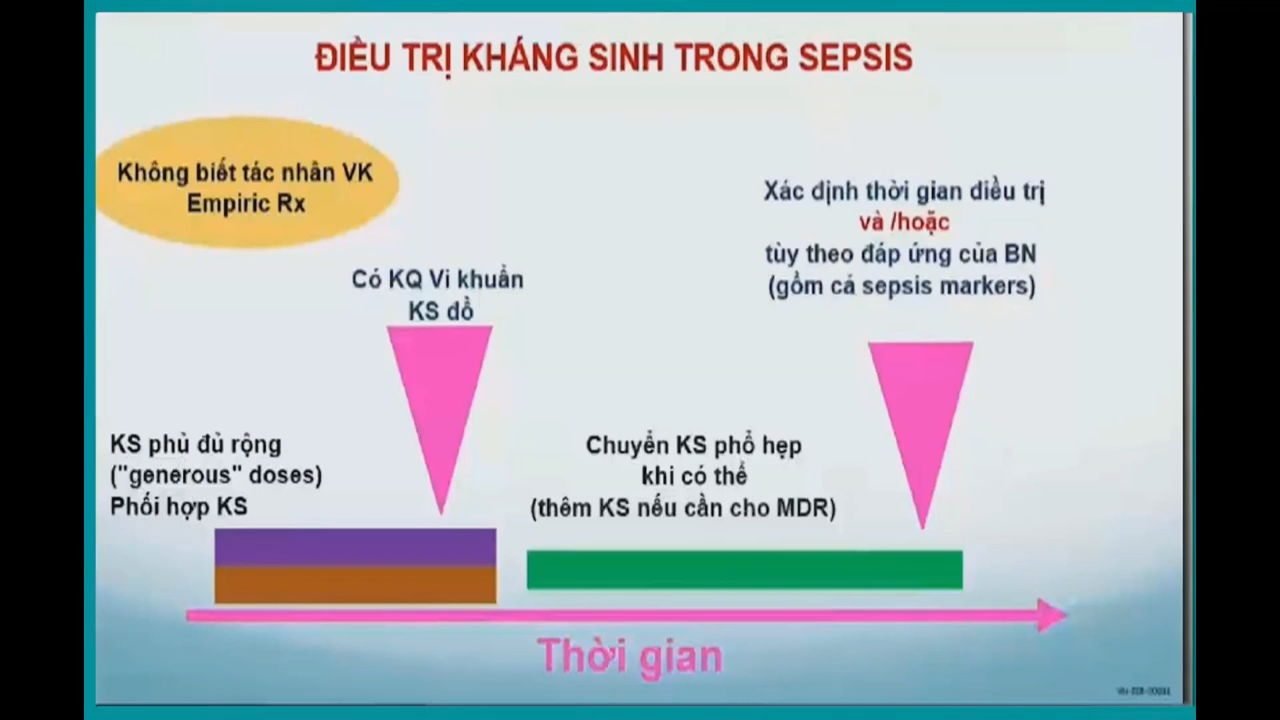 ĐIỀU TRỊ KHÁNG SINH TRONG SEPSIS
Không biết tác nhân VK
Empiric Rx
Có KQ Vi khuẩn
KS đồ
Xác định thời gian điều trị
và /hoặc
tùy theo đáp ứng của BN
(gồm cả sepsis markers)
KS phủ đủ rộng
("generous" doses)
Phối hợp KS
Chuyển KS phổ hẹp
khi có thể
(thêm KS nếu cần cho MDR)
Thời gian